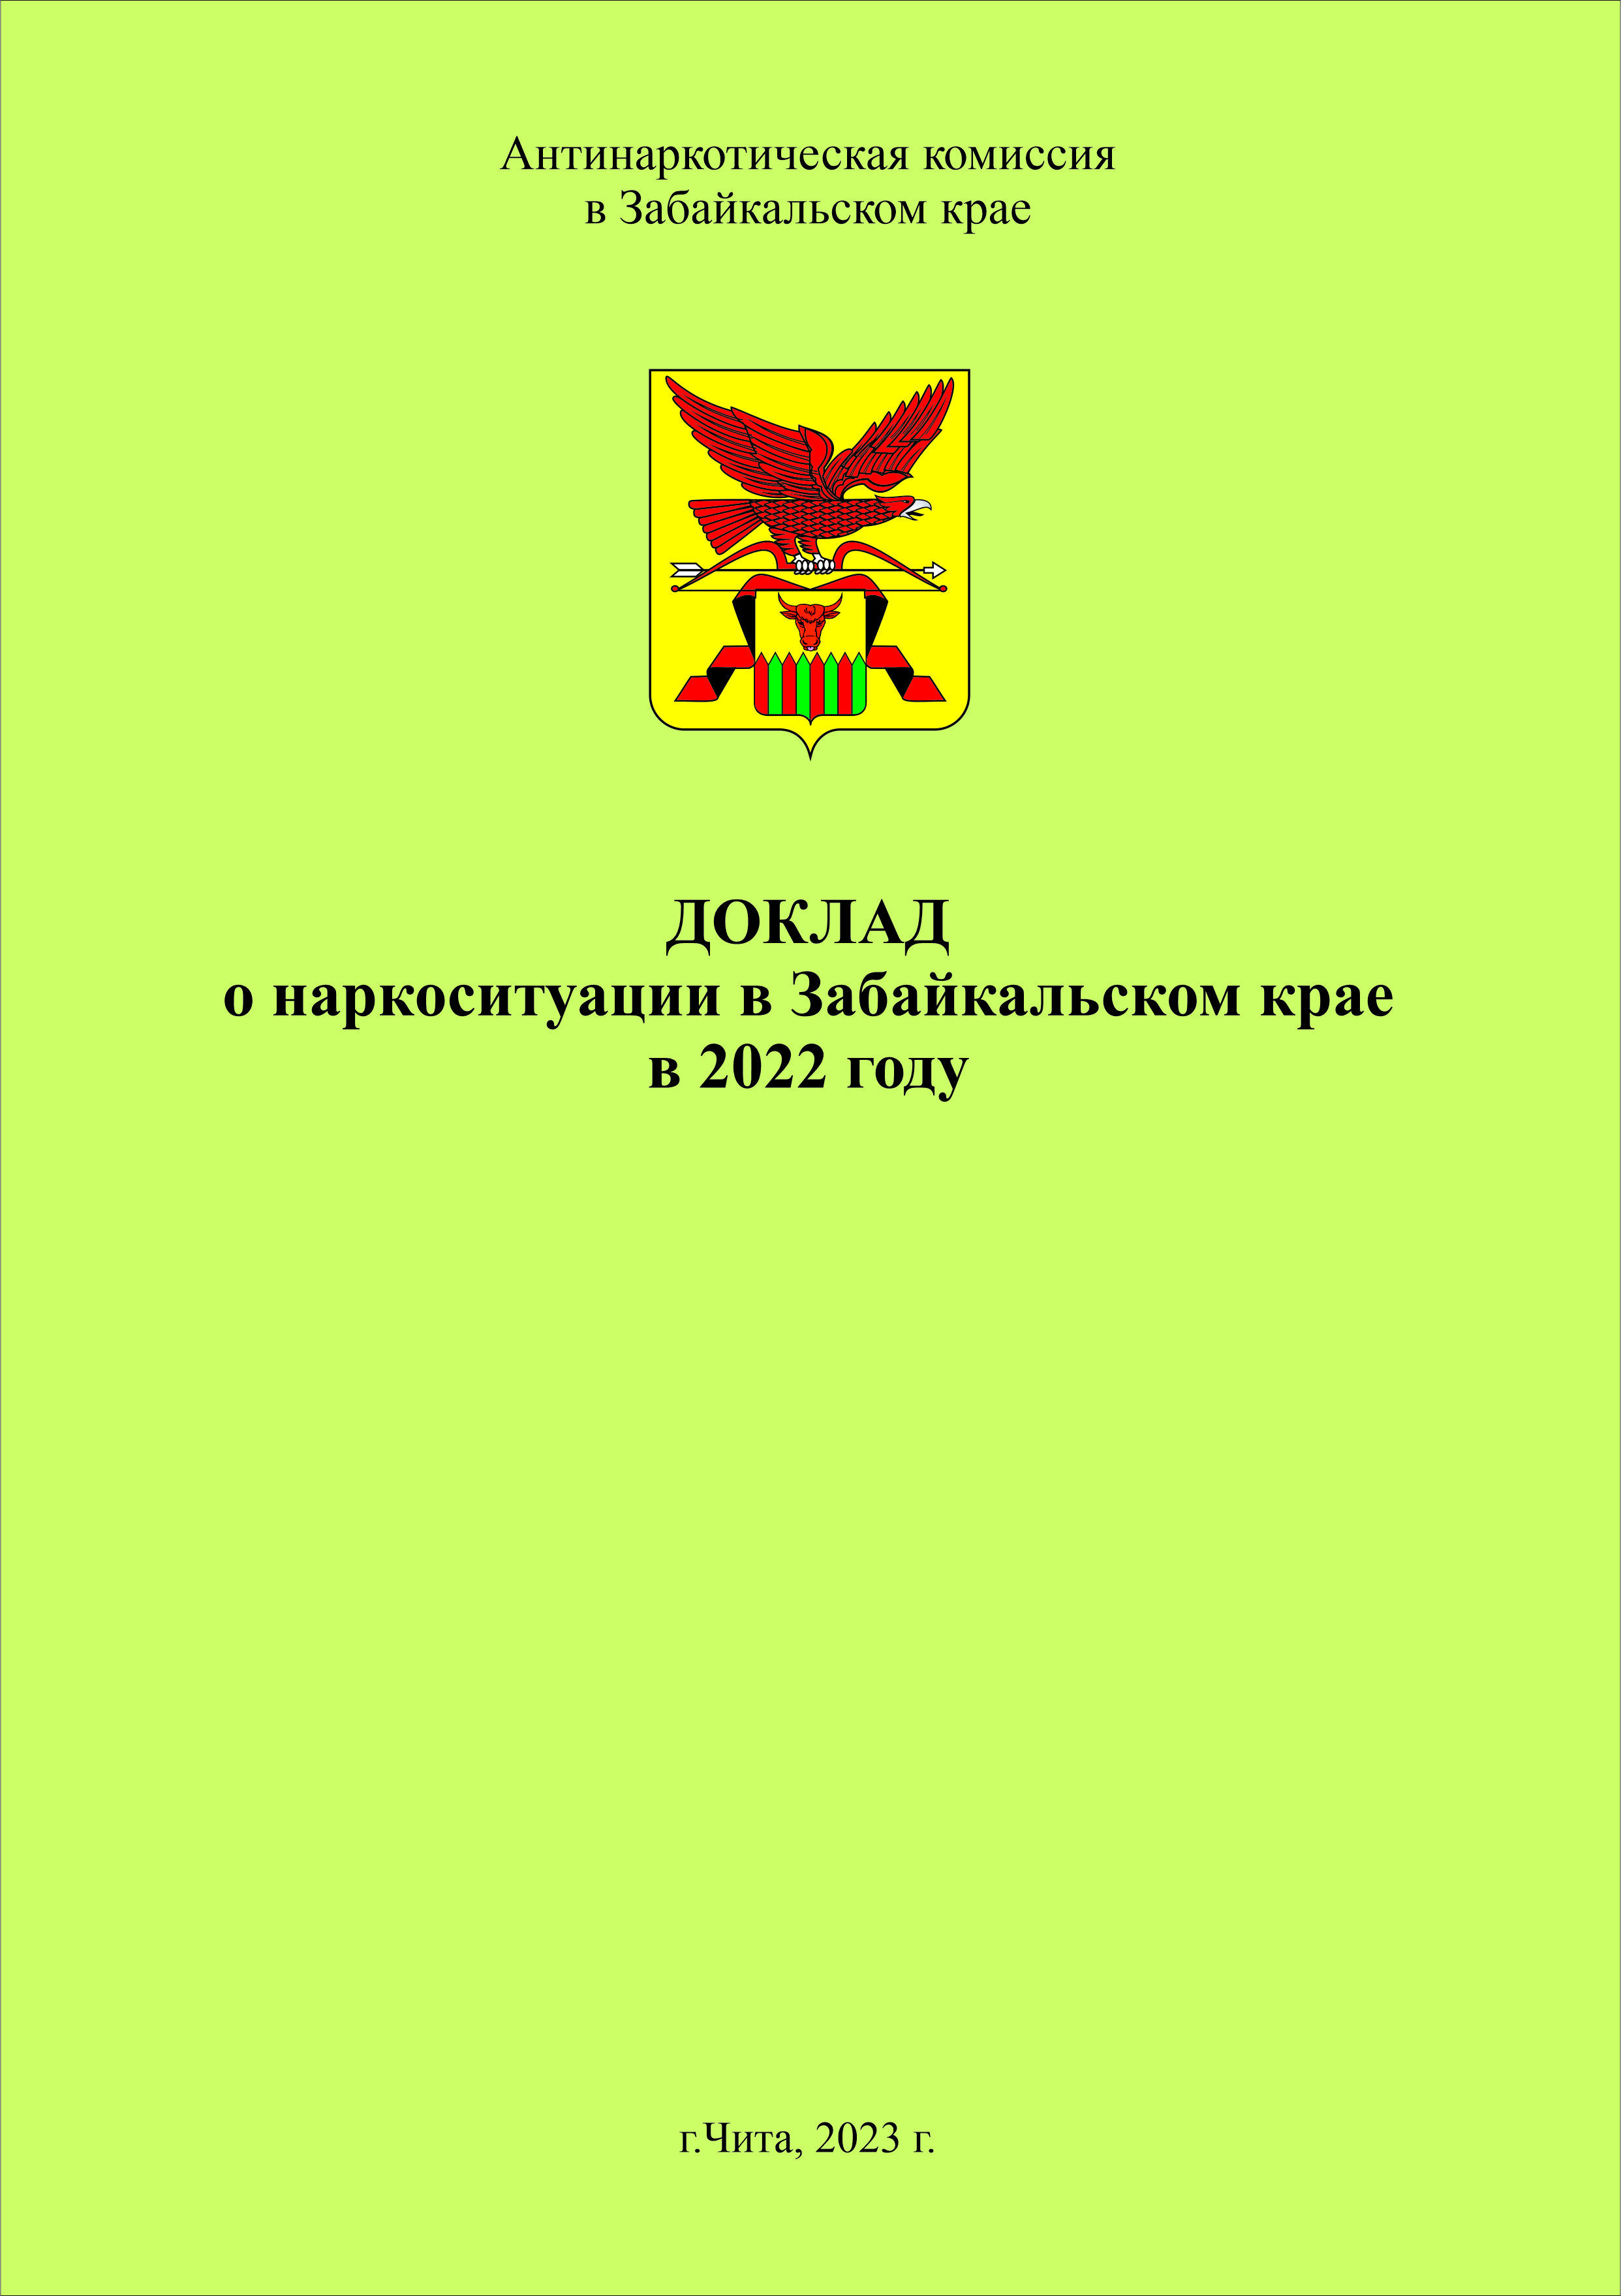 Антинаркотическая комиссия
в Забайкальском крае
ДОКЛАД
о наркоситуации в Забайкальском крае
в 2022 году
г.Чита, 2023 г.